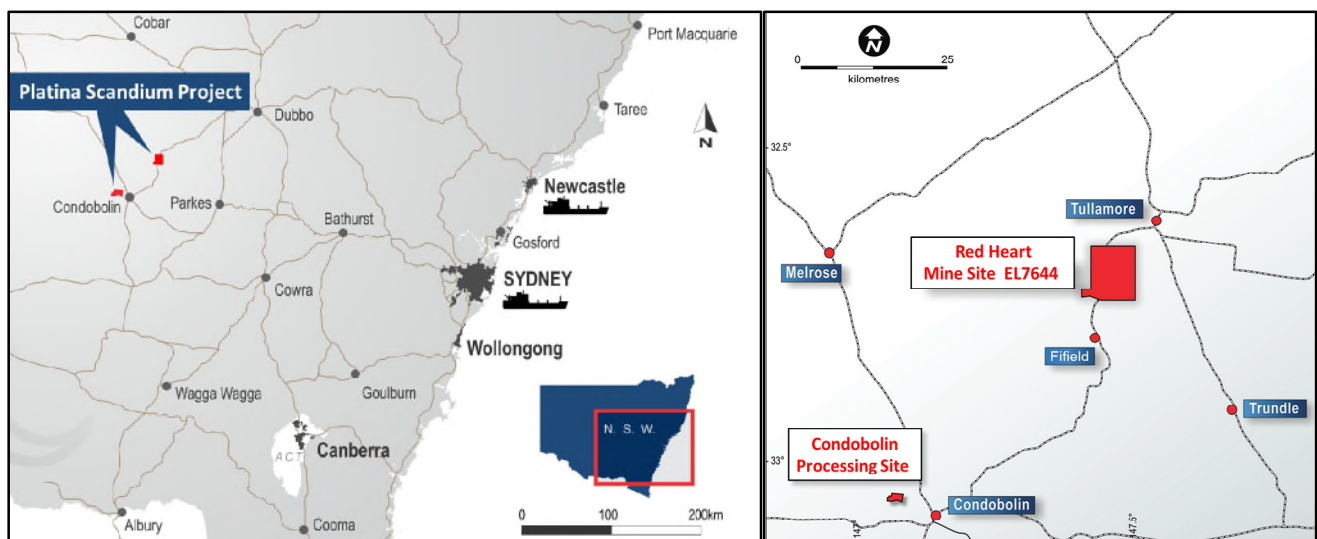 Cobar
Port Macquarie
Platina Scandium Project
Dubbo
Taree
N
Newcastle
Condobolin
Parkes
Bathurst
Gosford
SYDNEY
Cowra
Wollongong
Wagga Wagga
Goulburn
N. S. W.
Canberra
ACT
Albury
Cooma
0 100 200km
N
0 25
kilometres
32.5°
Tullamore
Red Heart
Mine Site EL7644
Melrose
Fifield
Trundle
Condobolin
Processing Site
33°
Condobolin
147.5°